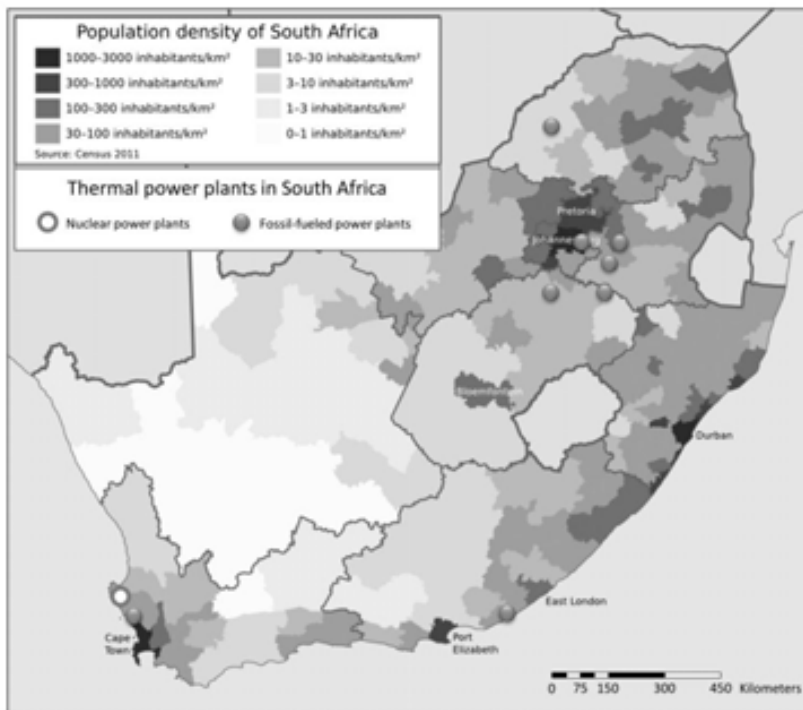 Population density of South Africa
1000-3000 inhabitants/km²
10-30 inhabitants/km²
300-1000 inhabitants/km²
3-10 inhabitants/km²
100-300 inhabitants/km²
1-3 inhabitants/km²
30-100 inhabitants/km²
0-1 inhabitants/km²
Source: Census 2011
Thermal power plants in South Africa
Nuclear power plants
Fossil-fueled power plants
Pretoria
Durban
East London
Cape
Town
Port
Elizabeth
0 75 150 300 450 Kilometers